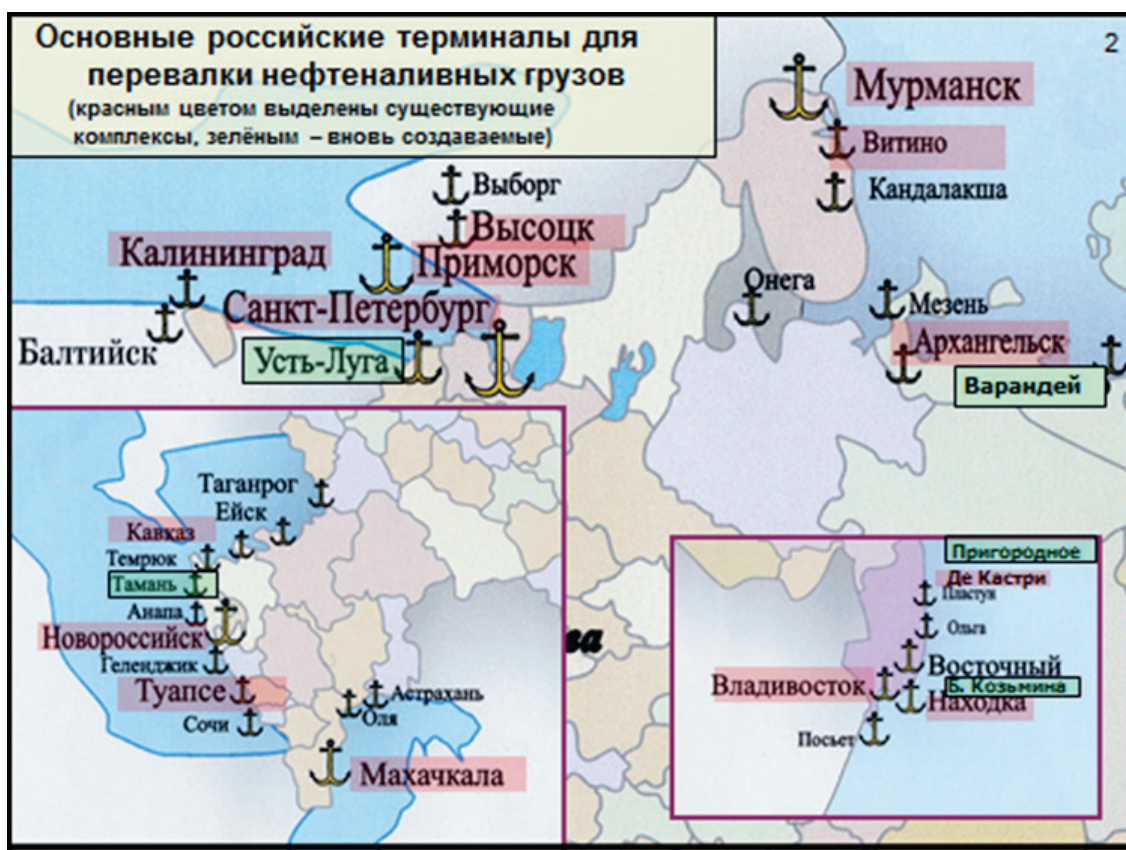 Основные российские терминалы для
перевалки нефтеналивных грузов
(красным цветом выделены существующие
комплексы, зелёным – вновь создаваемые)
2
Мурманск
Витино
Кандалакша
Выборг
Высоцк
Приморск
Калининград
Санкт-Петербург
Балтийск
Усть-Луга
Онега
Мезень
Архангельск
Варандей
Таганрог
Ейск
Кавказ
Темрюк
Тамань
Анапа
Новороссийск
Геленджик
Туапсе
Сочи
Астрахань
Оля
Махачкала
Пригородное
Де Кастри
Пластун
Ольга
Восточный
Владивосток
Б. Козьмина
Находка
Посьет